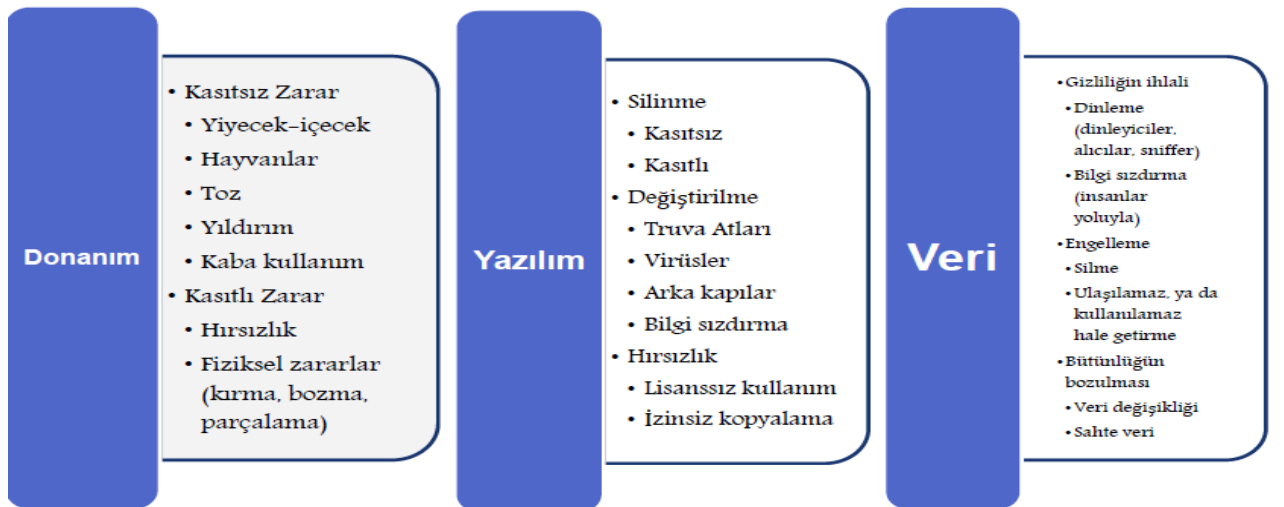 Donanım
• Kasıtsız Zarar
• Yiyecek-içecek
• Hayvanlar
• Toz
• Yıldırım
• Kaba kullanım
• Kasıtlı Zarar
• Hırsızlık
• Fiziksel zararlar
(kırma, bozma,
parçalama)
Yazılım
• Silinme
• Kasıtsız
• Kasıtlı
• Değiştirilme
• Truva Atları
• Virüsler
• Arka kapılar
• Bilgi sızdırma
• Hırsızlık
• Lisanssız kullanım
• İzinsiz kopyalama
Veri
•Gizliliğin ihlali
•Dinleme
(dinleyiciler,
alıcılar, sniffer)
•Bilgi sızdırma
(insanlar
yoluyla)
•Engelleme
•Silme
•Ulaşılamaz, ya da
kullanılamaz
hale getirme
•Bütünlüğün
bozulması
•Veri değişikliği
•Sahte veri